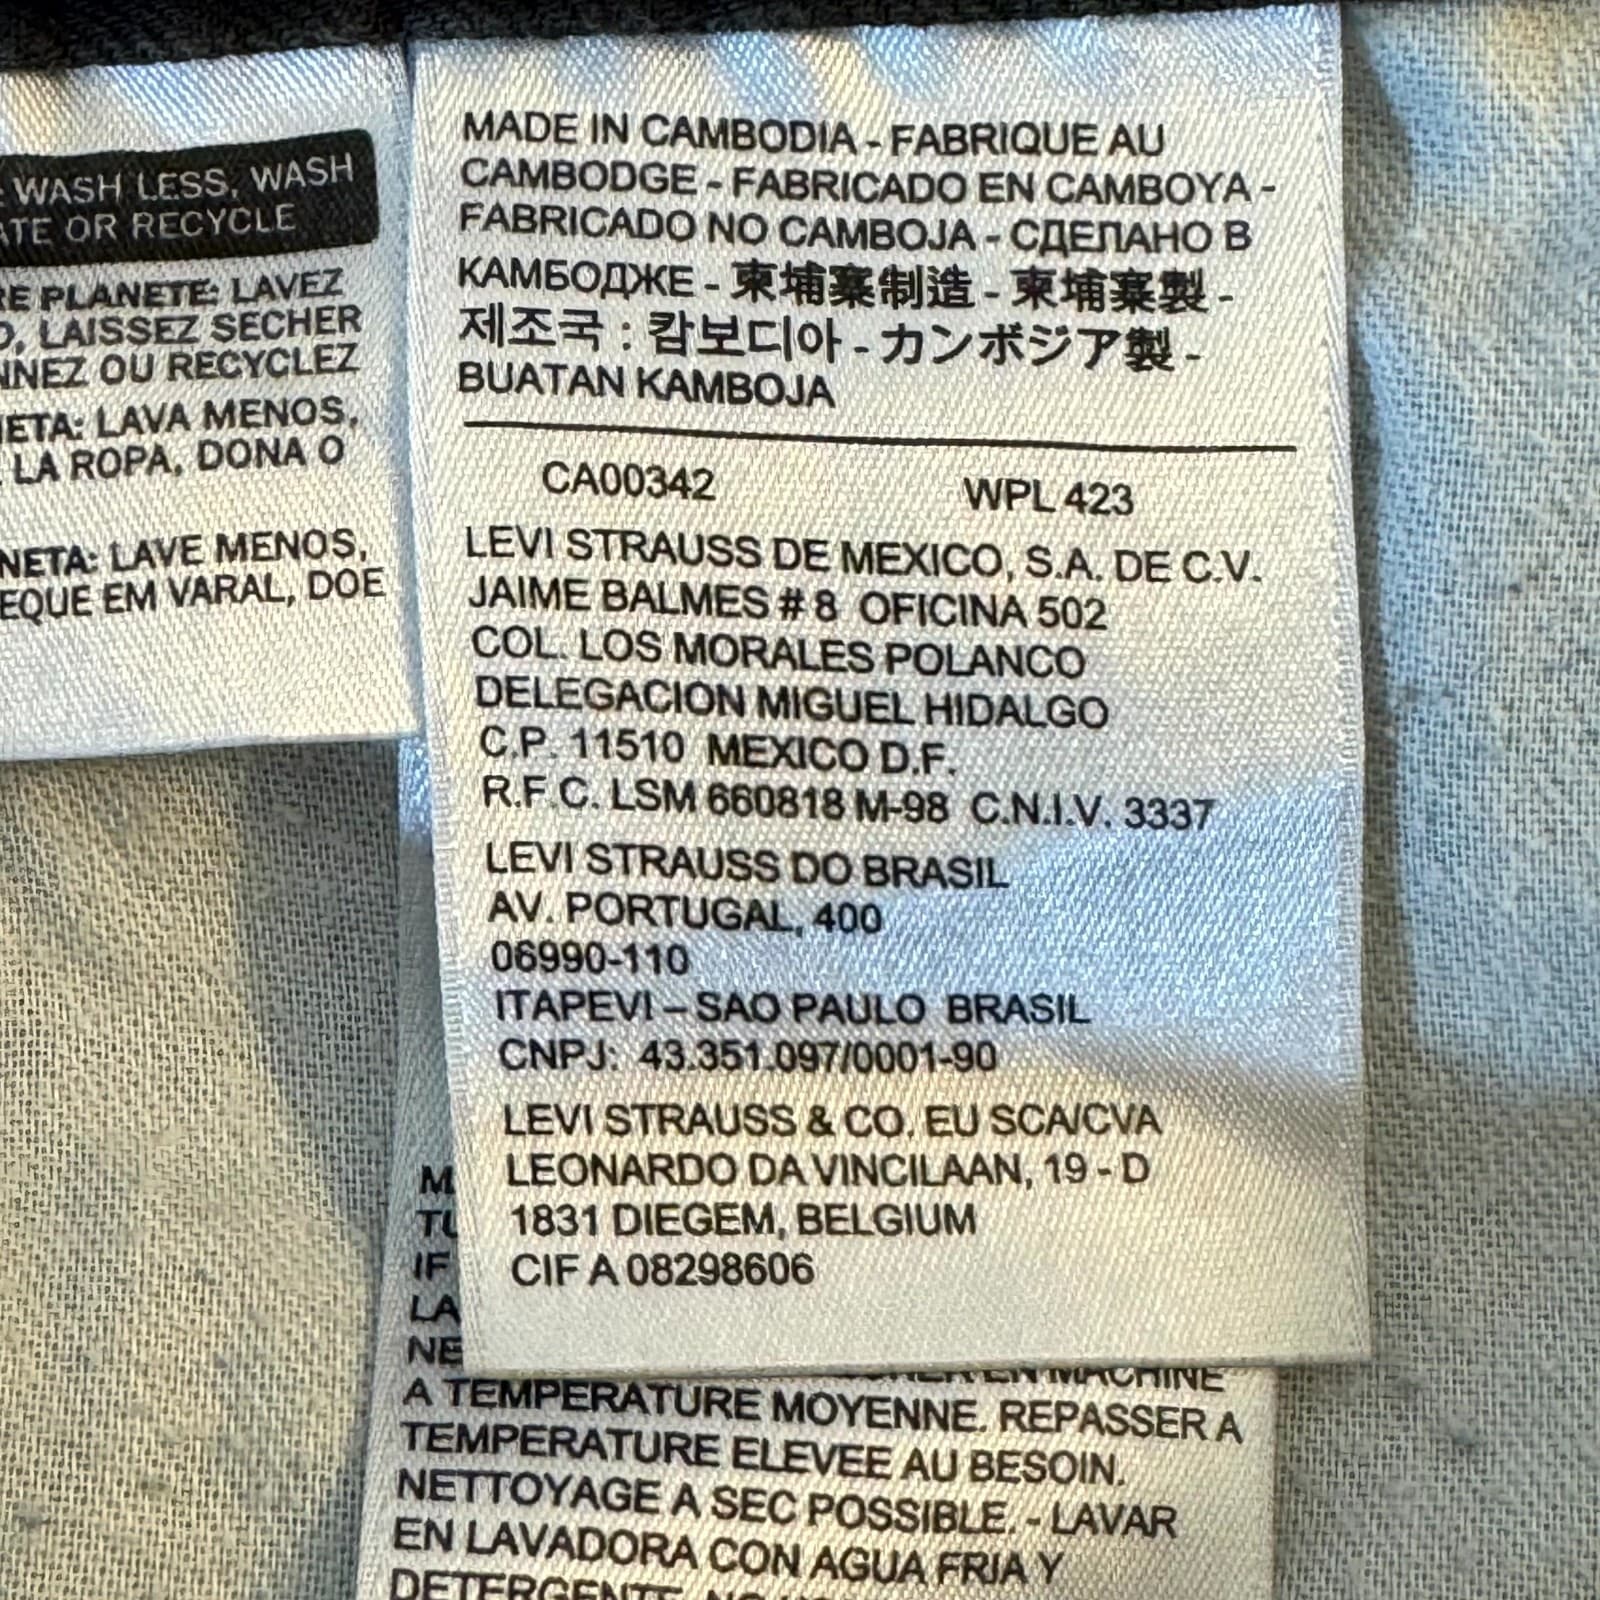 WASH LESS, WASH
OR RECYCLE
PLANETE: LAVEZ
LAISSEZ SECHER
OU RECYCLEZ
LAVA MENOS,
LA ROPA, DONA O
LAVE MENOS,
EM VARAL, DOE
MADE IN CAMBODIA - FABRIQUE AU
CAMBODGE - FABRICADO EN CAMBOYA -
FABRICADO NO CAMBOJA - СДЕЛАНО В
КАМБОДЖЕ - 柬埔寨制造 - 柬埔寨製 -
제조국 : 캄보디아 - カンボジア製 -
BUATAN KAMBOJA
CA00342 WPL 423
LEVI STRAUSS DE MEXICO, S.A. DE C.V.
JAIME BALMES # 8 OFICINA 502
COL. LOS MORALES POLANCO
DELEGACION MIGUEL HIDALGO
C.P. 11510 MEXICO D.F.
R.F.C. LSM 660818 M-98 C.N.I.V. 3337
LEVI STRAUSS DO BRASIL
AV. PORTUGAL, 400
06990-110
ITAPEVI – SAO PAULO BRASIL
CNPJ: 43.351.097/0001-90
LEVI STRAUSS & CO. EU SCA/CVA
LEONARDO DA VINCILAAN, 19 - D
1831 DIEGEM, BELGIUM
CIF A 08298606
EN MACHINE
A TEMPERATURE MOYENNE. REPASSER A
TEMPERATURE ELEVEE AU BESOIN.
NETTOYAGE A SEC POSSIBLE. - LAVAR
EN LAVADORA CON AGUA FRIA Y